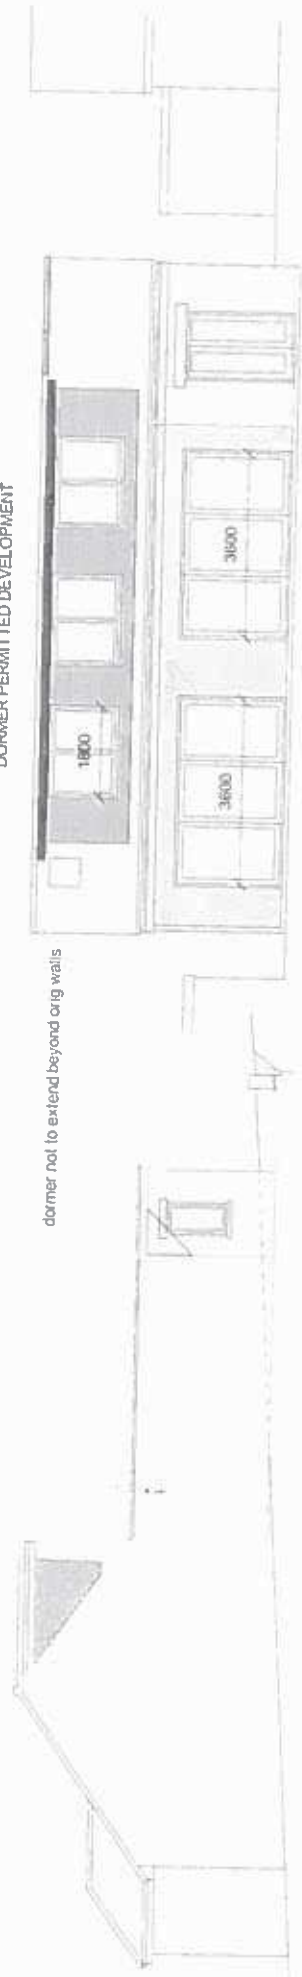 DORMER PERMITTED DEVELOPMENT
dormer not to extend beyond orig walls
1800
3600
3600